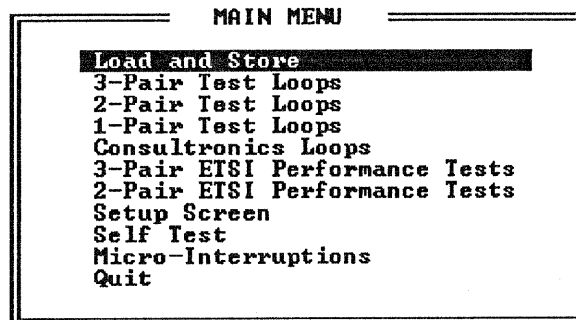 MAIN MENU
Load and Store
3-Pair Test Loops
2-Pair Test Loops
1-Pair Test Loops
Consultronics Loops
3-Pair ETSI Performance Tests
2-Pair ETSI Performance Tests
Setup Screen
Self Test
Micro-Interruptions
Quit